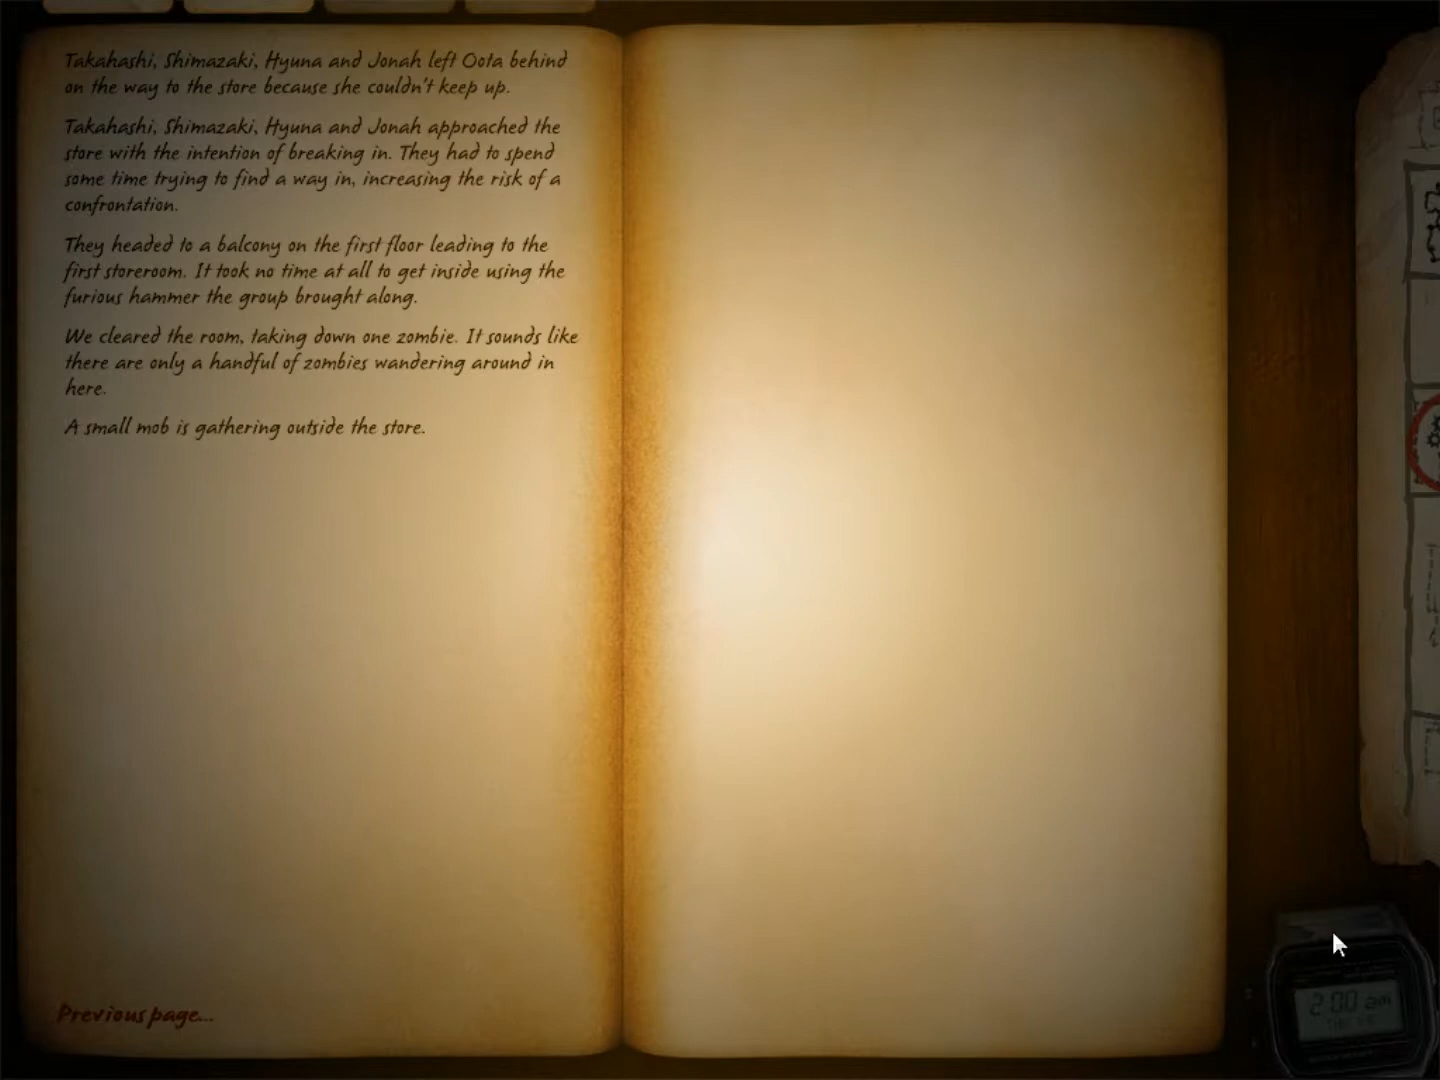 Takahashi, Shimazaki, Hyuna and Jonah left Oota behind
on the way to the store because she couldn't keep up.
Takahashi, Shimazaki, Hyuna and Jonah approached the
store with the intention of breaking in. They had to spend
some time trying to find a way in, increasing the risk of a
confrontation.
They headed to a balcony on the first floor leading to the
first storeroom. It took no time at all to get inside using the
furious hammer the group brought along.
We cleared the room, taking down one zombie. It sounds like
there are only a handful of zombies wandering around in
here.
A small mob is gathering outside the store.
Previous page...
2:00 am